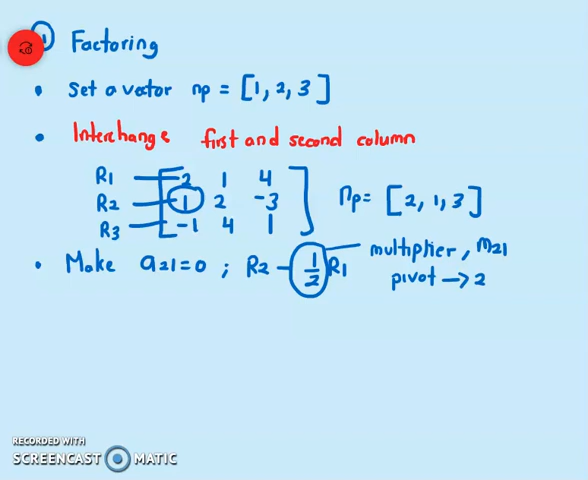 Factoring
• Set a vector np = [1, 2, 3]
• Interchange first and second column
R1 2 1 4
R2 1 2 -3 np = [2, 1, 3]
R3 -1 4 1
• Make a21 = 0 ; R2 - 1/2 R1 multiplier, m21
pivot → 2
RECORDED WITH
SCREENCAST MATIC